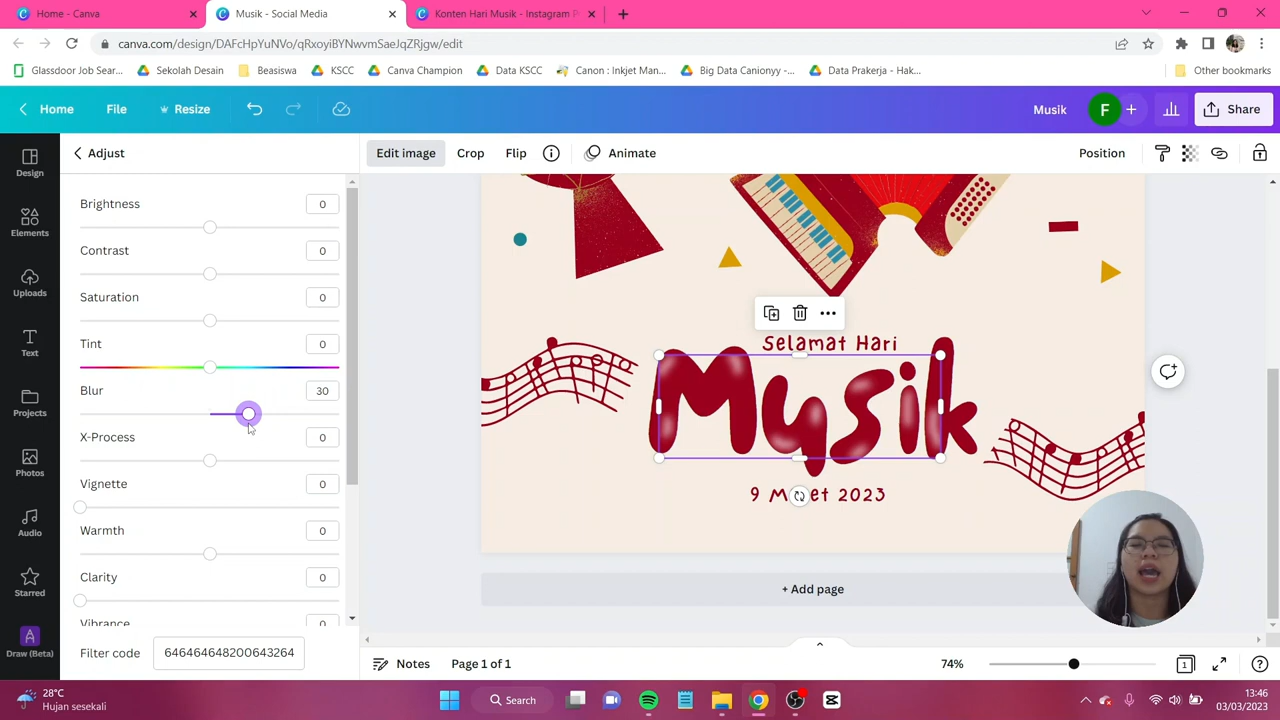 Home - Canva
Musik - Social Media
Konten Hari Musik - Instagram P
canva.com/design/DAFcHpYuNVo/qRxoyiBYNwvmSaeJqZRjgw/edit
Glassdoor Job Sear...
Sekolah Desain
Beasiswa
KSCC
Canva Champion
Data KSCC
Canon : Inkjet Man...
Big Data Canionyy -...
Data Prakerja - Hak...
Other bookmarks
Home
File
Resize
Musik
F
Share
Design
Elements
Uploads
Text
Projects
Photos
Audio
Starred
Draw (Beta)
Adjust
Brightness 0
Contrast 0
Saturation 0
Tint 0
Blur 30
X-Process 0
Vignette 0
Warmth 0
Clarity 0
Vibrance
Filter code 646464648200643264
Edit image
Crop
Flip
Animate
Position
Selamat Hari
Musik
9 M et 2023
+ Add page
Notes
Page 1 of 1
74%
1
28°C
Hujan sesekali
Search
13:46
03/03/2023